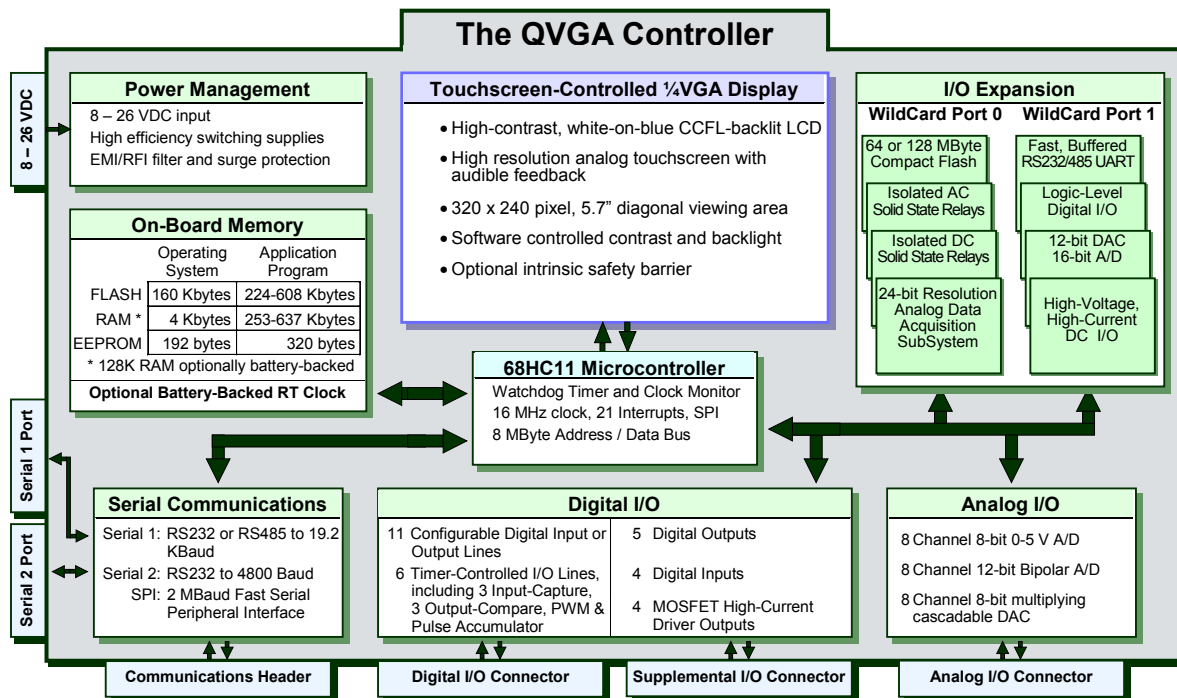 The QVGA Controller
8 – 26 VDC
Power Management
8 – 26 VDC input
High efficiency switching supplies
EMI/RFI filter and surge protection
Touchscreen-Controlled ¼VGA Display
• High-contrast, white-on-blue CCFL-backlit LCD
• High resolution analog touchscreen with
audible feedback
• 320 x 240 pixel, 5.7” diagonal viewing area
• Software controlled contrast and backlight
• Optional intrinsic safety barrier
I/O Expansion
WildCard Port 0
64 or 128 MByte
Compact Flash
Isolated AC
Solid State Relays
Isolated DC
Solid State Relays
24-bit Resolution
Analog Data
Acquisition
SubSystem
WildCard Port 1
Fast, Buffered
RS232/485 UART
Logic-Level
Digital I/O
12-bit DAC
16-bit A/D
High-Voltage,
High-Current
DC I/O
On-Board Memory
Operating System Application Program
FLASH 160 Kbytes 224-608 Kbytes
RAM * 4 Kbytes 253-637 Kbytes
EEPROM 192 bytes 320 bytes
* 128K RAM optionally battery-backed
Optional Battery-Backed RT Clock
68HC11 Microcontroller
Watchdog Timer and Clock Monitor
16 MHz clock, 21 Interrupts, SPI
8 MByte Address / Data Bus
Serial 1 Port
Serial 2 Port
Serial Communications
Serial 1: RS232 or RS485 to 19.2
KBaud
Serial 2: RS232 to 4800 Baud
SPI: 2 MBaud Fast Serial
Peripheral Interface
Digital I/O
11 Configurable Digital Input or
Output Lines
6 Timer-Controlled I/O Lines,
including 3 Input-Capture,
3 Output-Compare, PWM &
Pulse Accumulator
5 Digital Outputs
4 Digital Inputs
4 MOSFET High-Current
Driver Outputs
Analog I/O
8 Channel 8-bit 0-5 V A/D
8 Channel 12-bit Bipolar A/D
8 Channel 8-bit multiplying
cascadable DAC
Communications Header
Digital I/O Connector
Supplemental I/O Connector
Analog I/O Connector